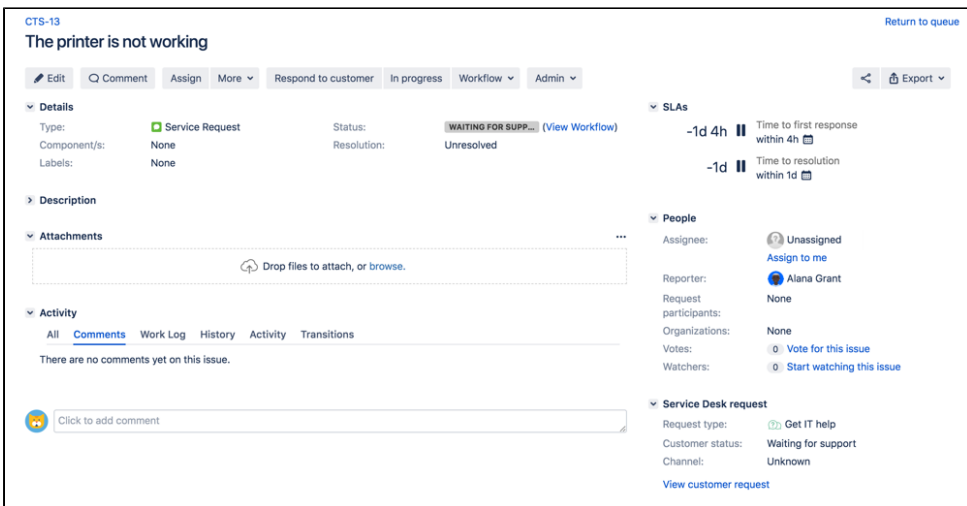 CTS-13
Return to queue
The printer is not working
Edit Comment Assign More Respond to customer In progress Workflow Admin Export
Details
Type: Service Request Status: WAITING FOR SUPP... (View Workflow)
Component/s: None Resolution: Unresolved
Labels: None
Description
Attachments
Drop files to attach, or browse.
Activity
All Comments Work Log History Activity Transitions
There are no comments yet on this issue.
Click to add comment
SLAs
-1d 4h Time to first response
within 4h
-1d Time to resolution
within 1d
People
Assignee: Unassigned
Assign to me
Reporter: Alana Grant
Request None
participants:
Organizations: None
Votes: 0 Vote for this issue
Watchers: 0 Start watching this issue
Service Desk request
Request type: Get IT help
Customer status: Waiting for support
Channel: Unknown
View customer request